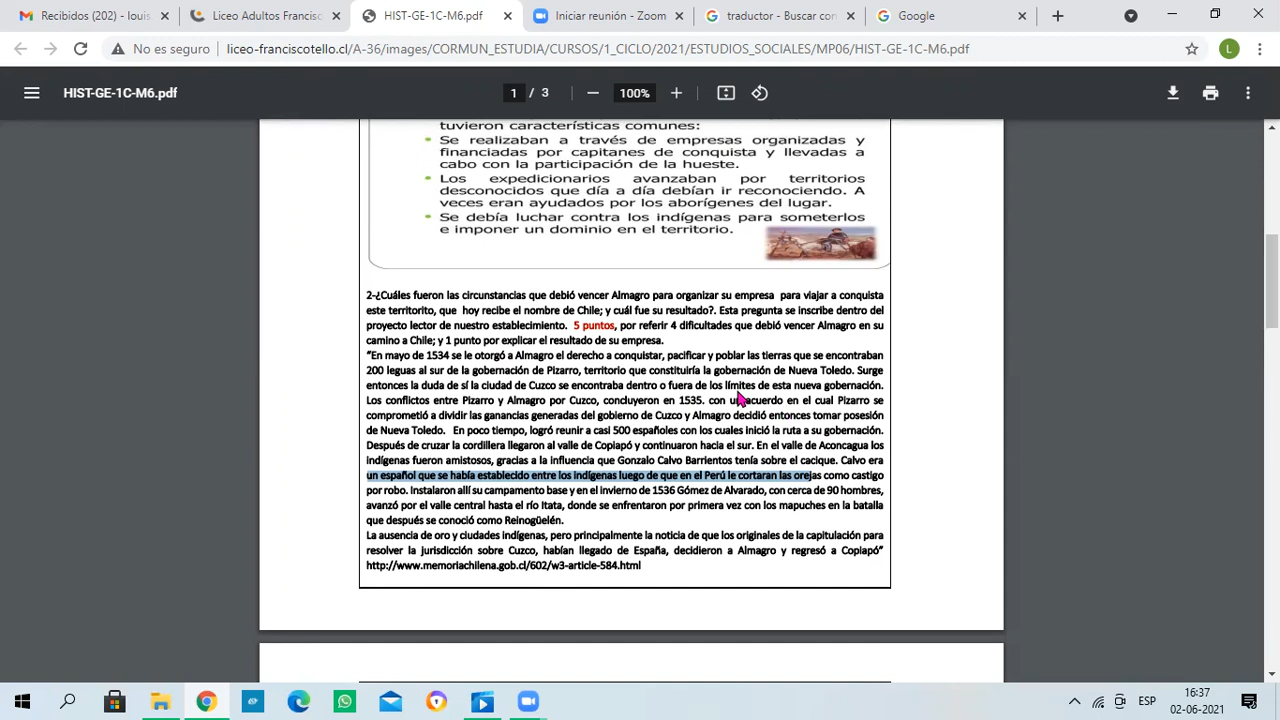 Recibidos (22) - louis
Liceo Adultos Francisc
HIST-GE-1C-M6.pdf
Iniciar reunión - Zoom
traductor - Buscar con
Google
No es seguro
liceo-franciscotello.cl/A-36/images/CORMUN_ESTUDIA/CURSOS/1_CICLO/2021/ESTUDIOS_SOCIALES/MP06/HIST-GE-1C-M6.pdf
L
HIST-GE-1C-M6.pdf
1 / 3
100%
tuvieron características comunes:
Se realizaban a través de empresas organizadas y
financiadas por capitanes de conquista y llevadas a
cabo con la participación de la hueste.
Los expedicionarios avanzaban por territorios
desconocidos que día a día debían ir reconociendo. A
veces eran ayudados por los aborígenes del lugar.
Se debía luchar contra los indígenas para someterlos
e imponer un dominio en el territorio.
2-¿Cuáles fueron las circunstancias que debió vencer Almagro para organizar su empresa para viajar a conquista
este territorito, que hoy recibe el nombre de Chile; y cuál fue su resultado?. Esta pregunta se inscribe dentro del
proyecto lector de nuestro establecimiento. 5 puntos, por referir 4 dificultades que debió vencer Almagro en su
camino a Chile; y 1 punto por explicar el resultado de su empresa.
"En mayo de 1534 se le otorgó a Almagro el derecho a conquistar, pacificar y poblar las tierras que se encontraban
200 leguas al sur de la gobernación de Pizarro, territorio que constituiría la gobernación de Nueva Toledo. Surge
entonces la duda de sí la ciudad de Cuzco se encontraba dentro o fuera de los límites de esta nueva gobernación.
Los conflictos entre Pizarro y Almagro por Cuzco, concluyeron en 1535. con un acuerdo en el cual Pizarro se
comprometió a dividir las ganancias generadas del gobierno de Cuzco y Almagro decidió entonces tomar posesión
de Nueva Toledo. En poco tiempo, logró reunir a casi 500 españoles con los cuales inició la ruta a su gobernación.
Después de cruzar la cordillera llegaron al valle de Copiapó y continuaron hacia el sur. En el valle de Aconcagua los
indígenas fueron amistosos, gracias a la influencia que Gonzalo Calvo Barrientos tenía sobre el cacique. Calvo era
un español que se había establecido entre los indígenas luego de que en el Perú le cortaran las orejas como castigo
por robo. Instalaron allí su campamento base y en el invierno de 1536 Gómez de Alvarado, con cerca de 90 hombres,
avanzó por el valle central hasta el río Itata, donde se enfrentaron por primera vez con los mapuches en la batalla
que después se conoció como Reinogüelén.
La ausencia de oro y ciudades indígenas, pero principalmente la noticia de que los originales de la capitulación para
resolver la jurisdicción sobre Cuzco, habían llegado de España, decidieron a Almagro y regresó a Copiapó"
http://www.memoriachilena.gob.cl/602/w3-article-584.html
ESP
16:37
02-06-2021